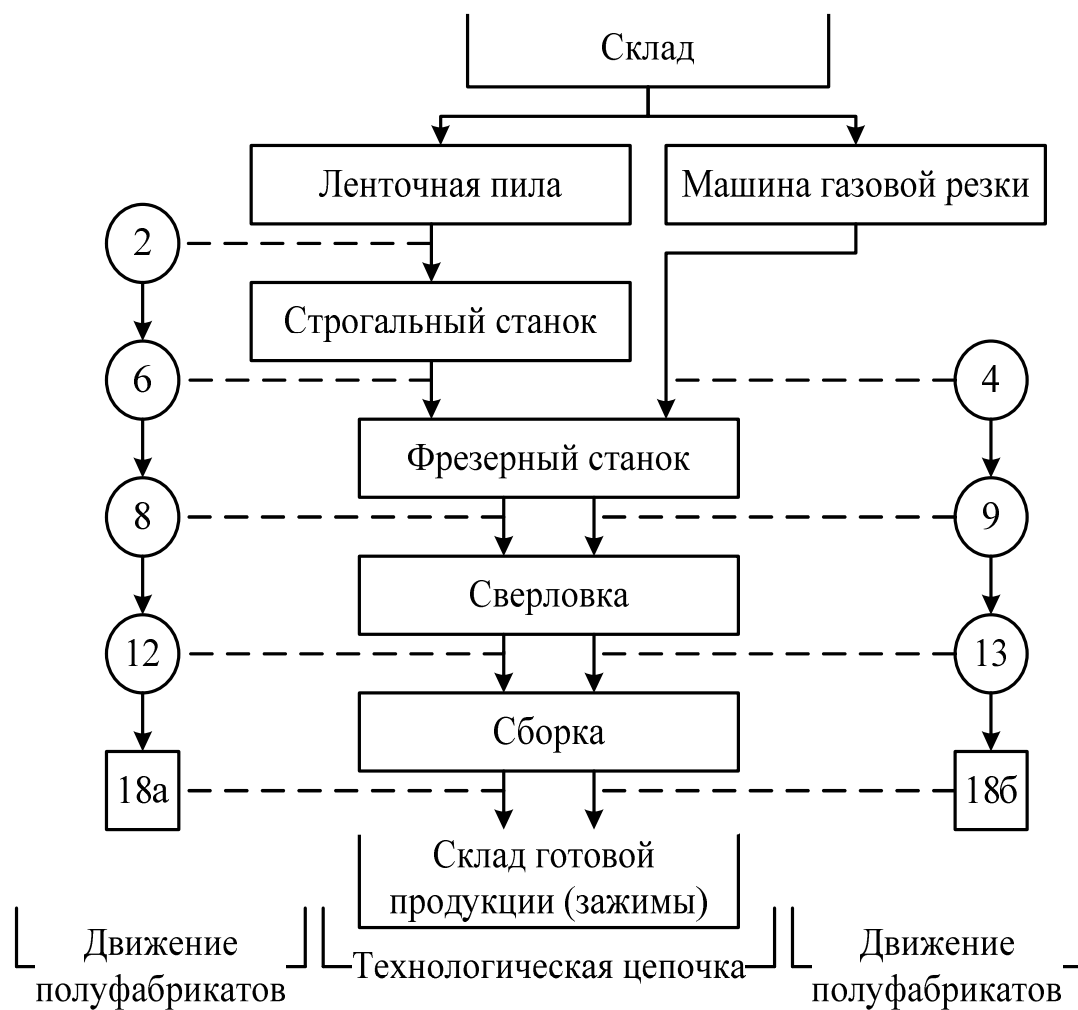 Склад
Ленточная пила
Машина газовой резки
2
Строгальный станок
6
4
Фрезерный станок
8
9
Сверловка
12
13
Сборка
18а
18б
Склад готовой
продукции (зажимы)
Движение
полуфабрикатов
Технологическая цепочка
Движение
полуфабрикатов